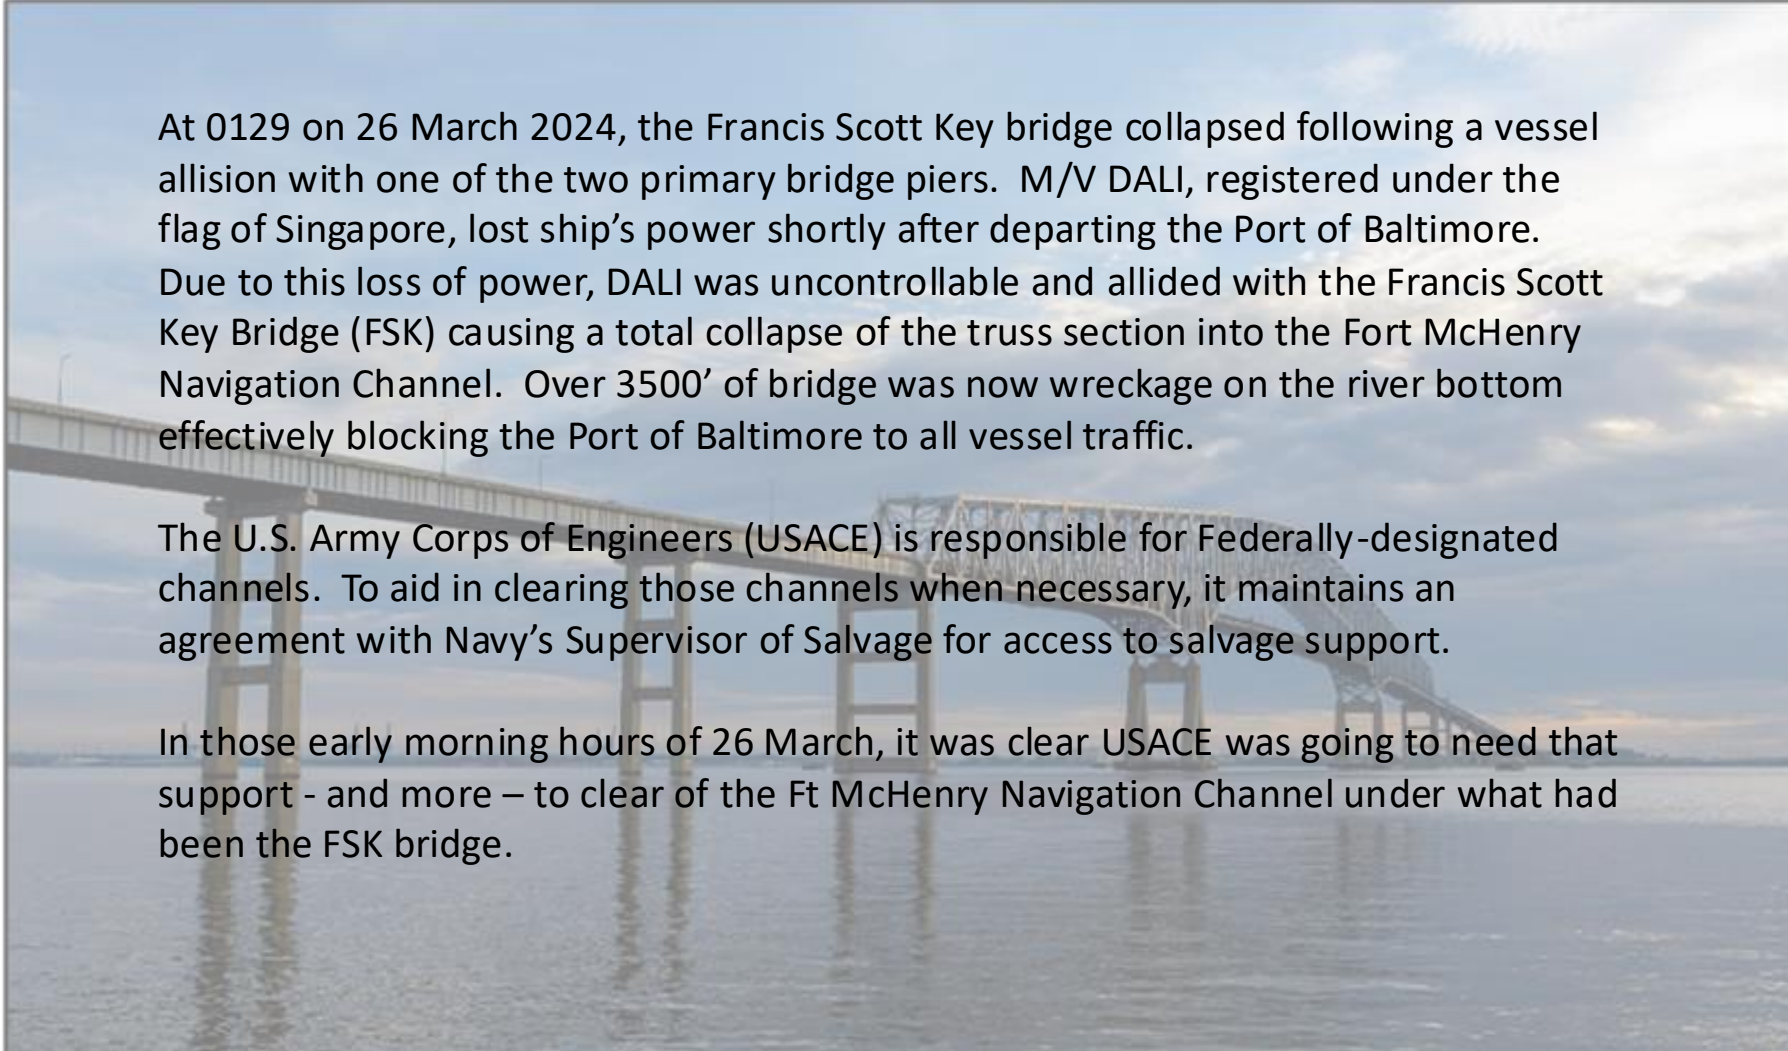 At 0129 on 26 March 2024, the Francis Scott Key bridge collapsed following a vessel
allision with one of the two primary bridge piers.  M/V DALI, registered under the
flag of Singapore, lost ship’s power shortly after departing the Port of Baltimore.
Due to this loss of power, DALI was uncontrollable and allided with the Francis Scott
Key Bridge (FSK) causing a total collapse of the truss section into the Fort McHenry
Navigation Channel.  Over 3500’ of bridge was now wreckage on the river bottom
effectively blocking the Port of Baltimore to all vessel traffic.
The U.S. Army Corps of Engineers (USACE) is responsible for Federally-designated
channels.  To aid in clearing those channels when necessary, it maintains an
agreement with Navy’s Supervisor of Salvage for access to salvage support.
In those early morning hours of 26 March, it was clear USACE was going to need that
support - and more – to clear of the Ft McHenry Navigation Channel under what had
been the FSK bridge.